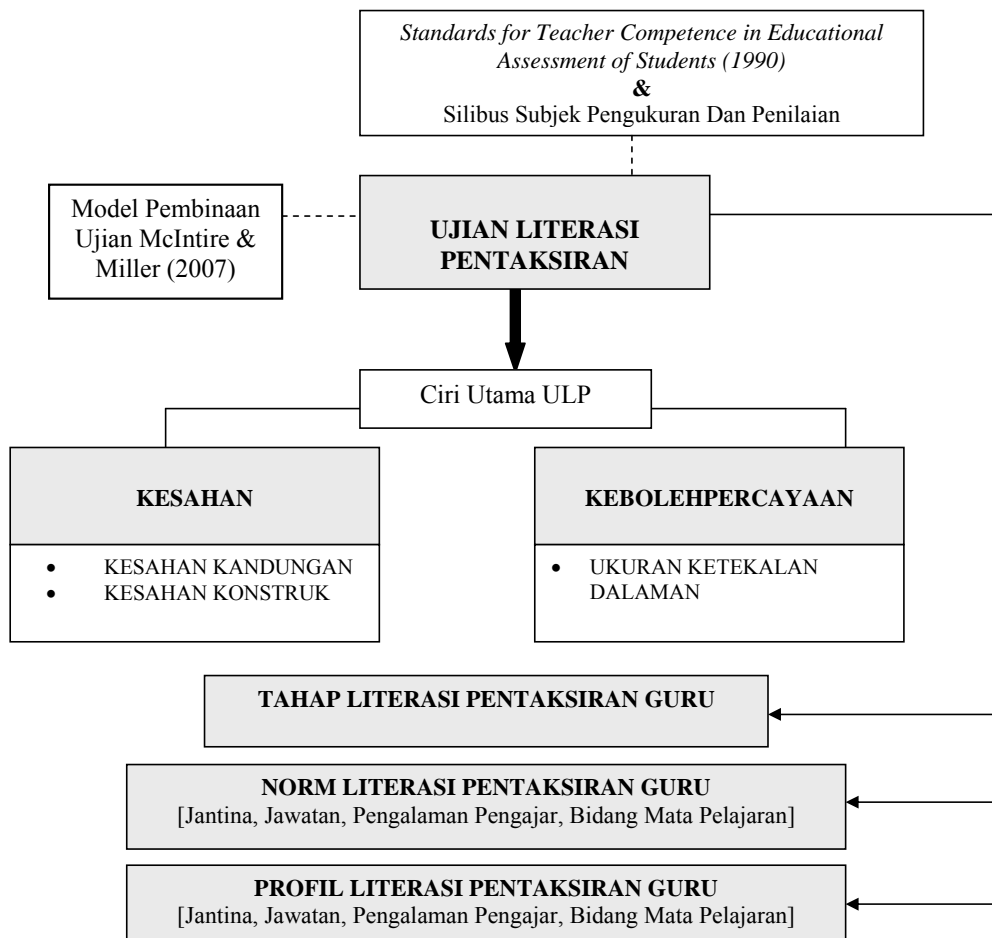 Standards for Teacher Competence in Educational
Assessment of Students (1990)
&
Silibus Subjek Pengukuran Dan Penilaian
Model Pembinaan
Ujian McIntire &
Miller (2007)
UJIAN LITERASI
PENTAKSIRAN
Ciri Utama ULP
KESAHAN
• KESAHAN KANDUNGAN
• KESAHAN KONSTRUK
KEBOLEHPERCAYAAN
• UKURAN KETEKALAN
DALAMAN
TAHAP LITERASI PENTAKSIRAN GURU
NORM LITERASI PENTAKSIRAN GURU
[Jantina, Jawatan, Pengalaman Pengajar, Bidang Mata Pelajaran]
PROFIL LITERASI PENTAKSIRAN GURU
[Jantina, Jawatan, Pengalaman Pengajar, Bidang Mata Pelajaran]